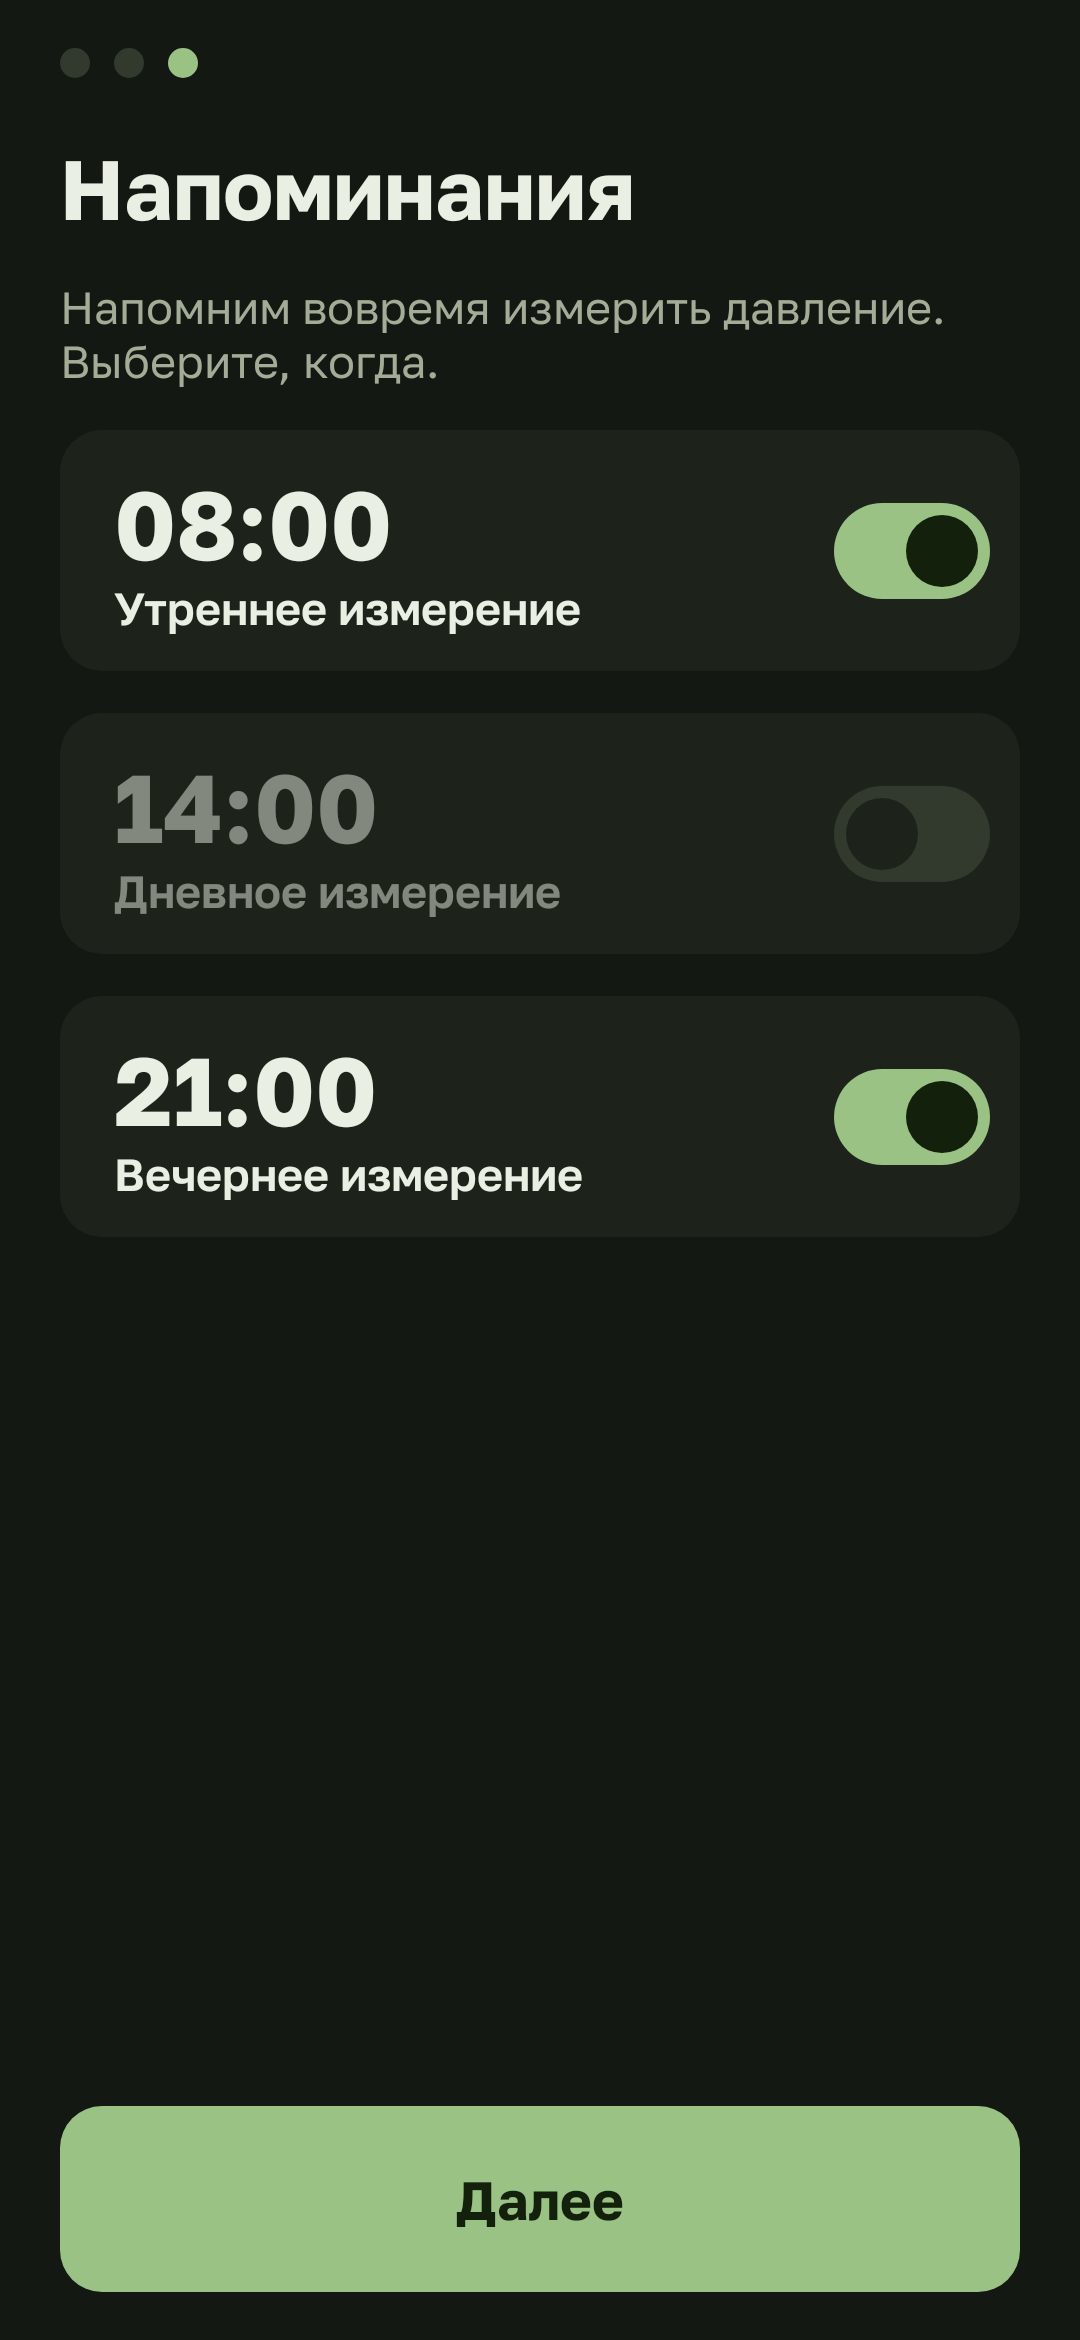 Напоминания
Напомним вовремя измерить давление.
Выберите, когда.
08:00
Утреннее измерение
14:00
Дневное измерение
21:00
Вечернее измерение
Далее